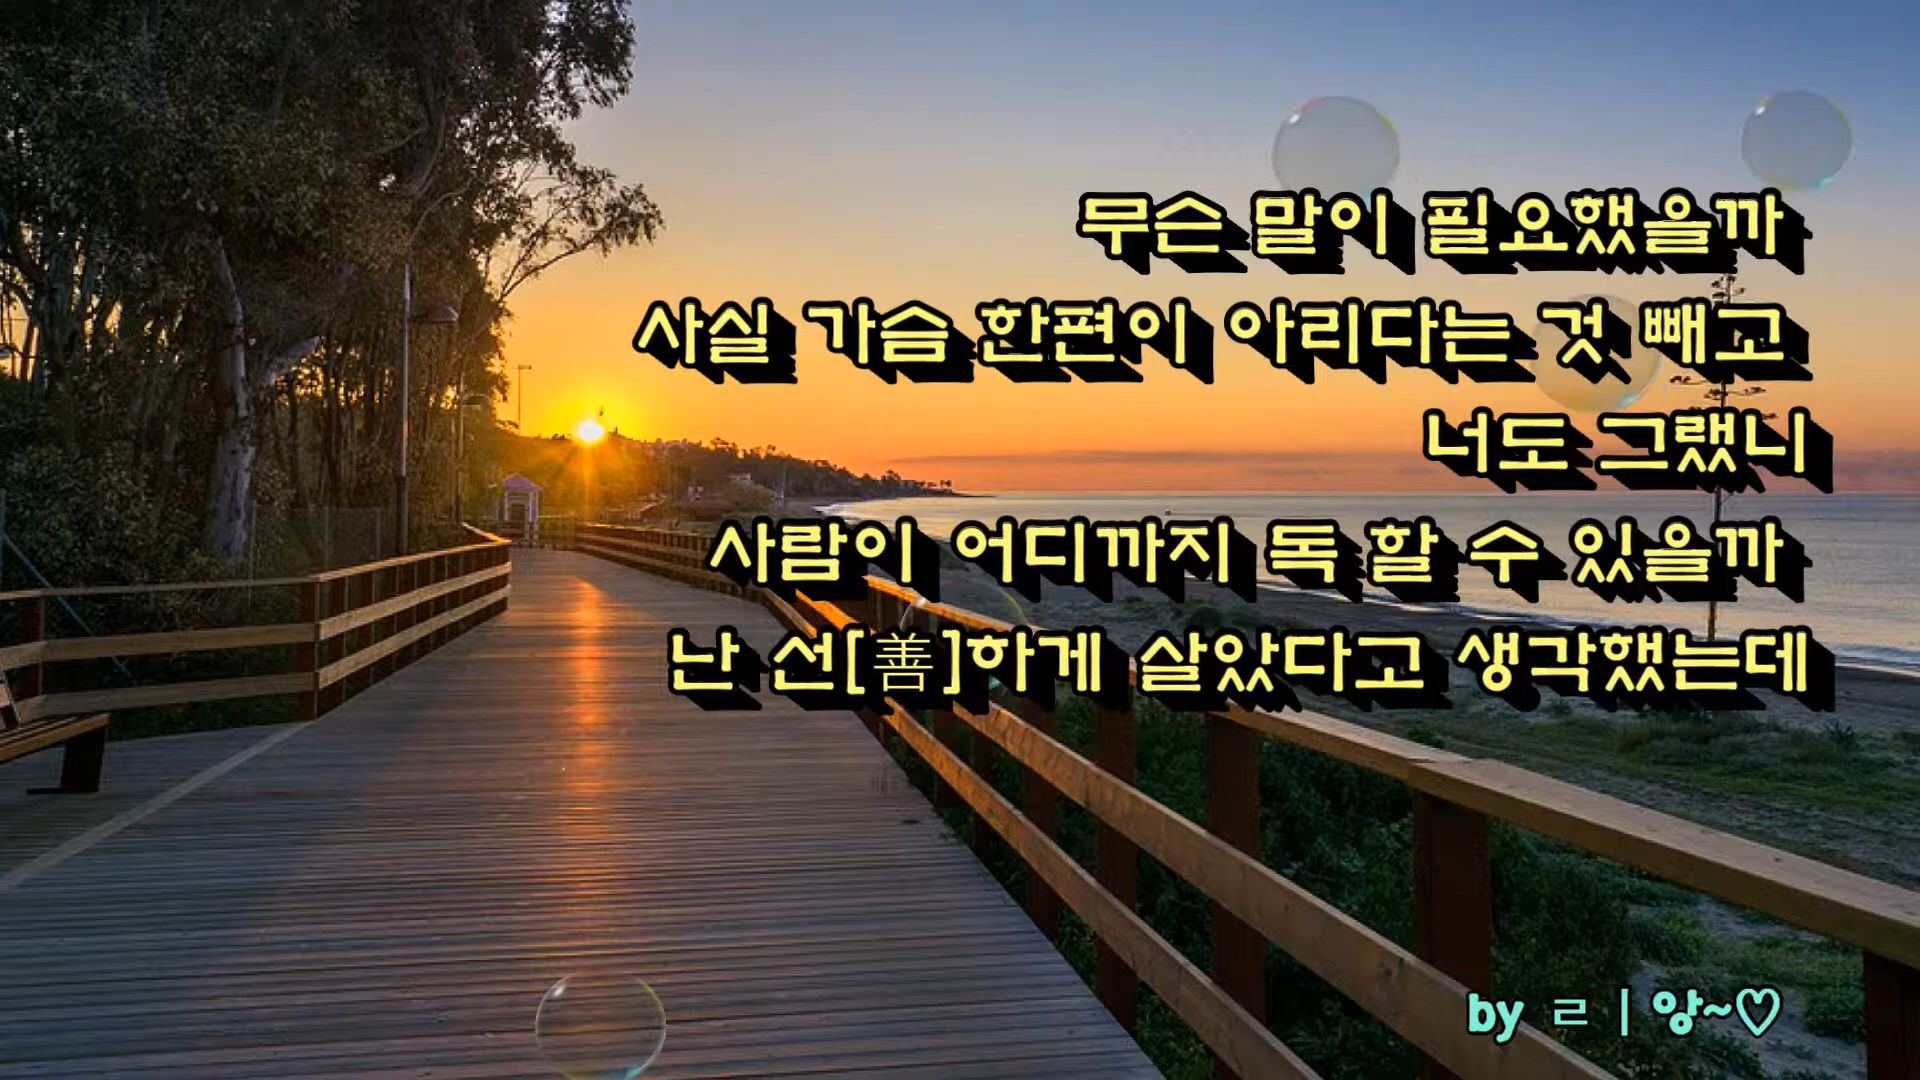 무슨 말이 필요했을까
사실 가슴 한편이 아리다는 것 빼고
너도 그랬니
사람이 어디까지 독 할 수 있을까
난 선[善]하게 살았다고 생각했는데
by ㄹ ㅣ앙~♡